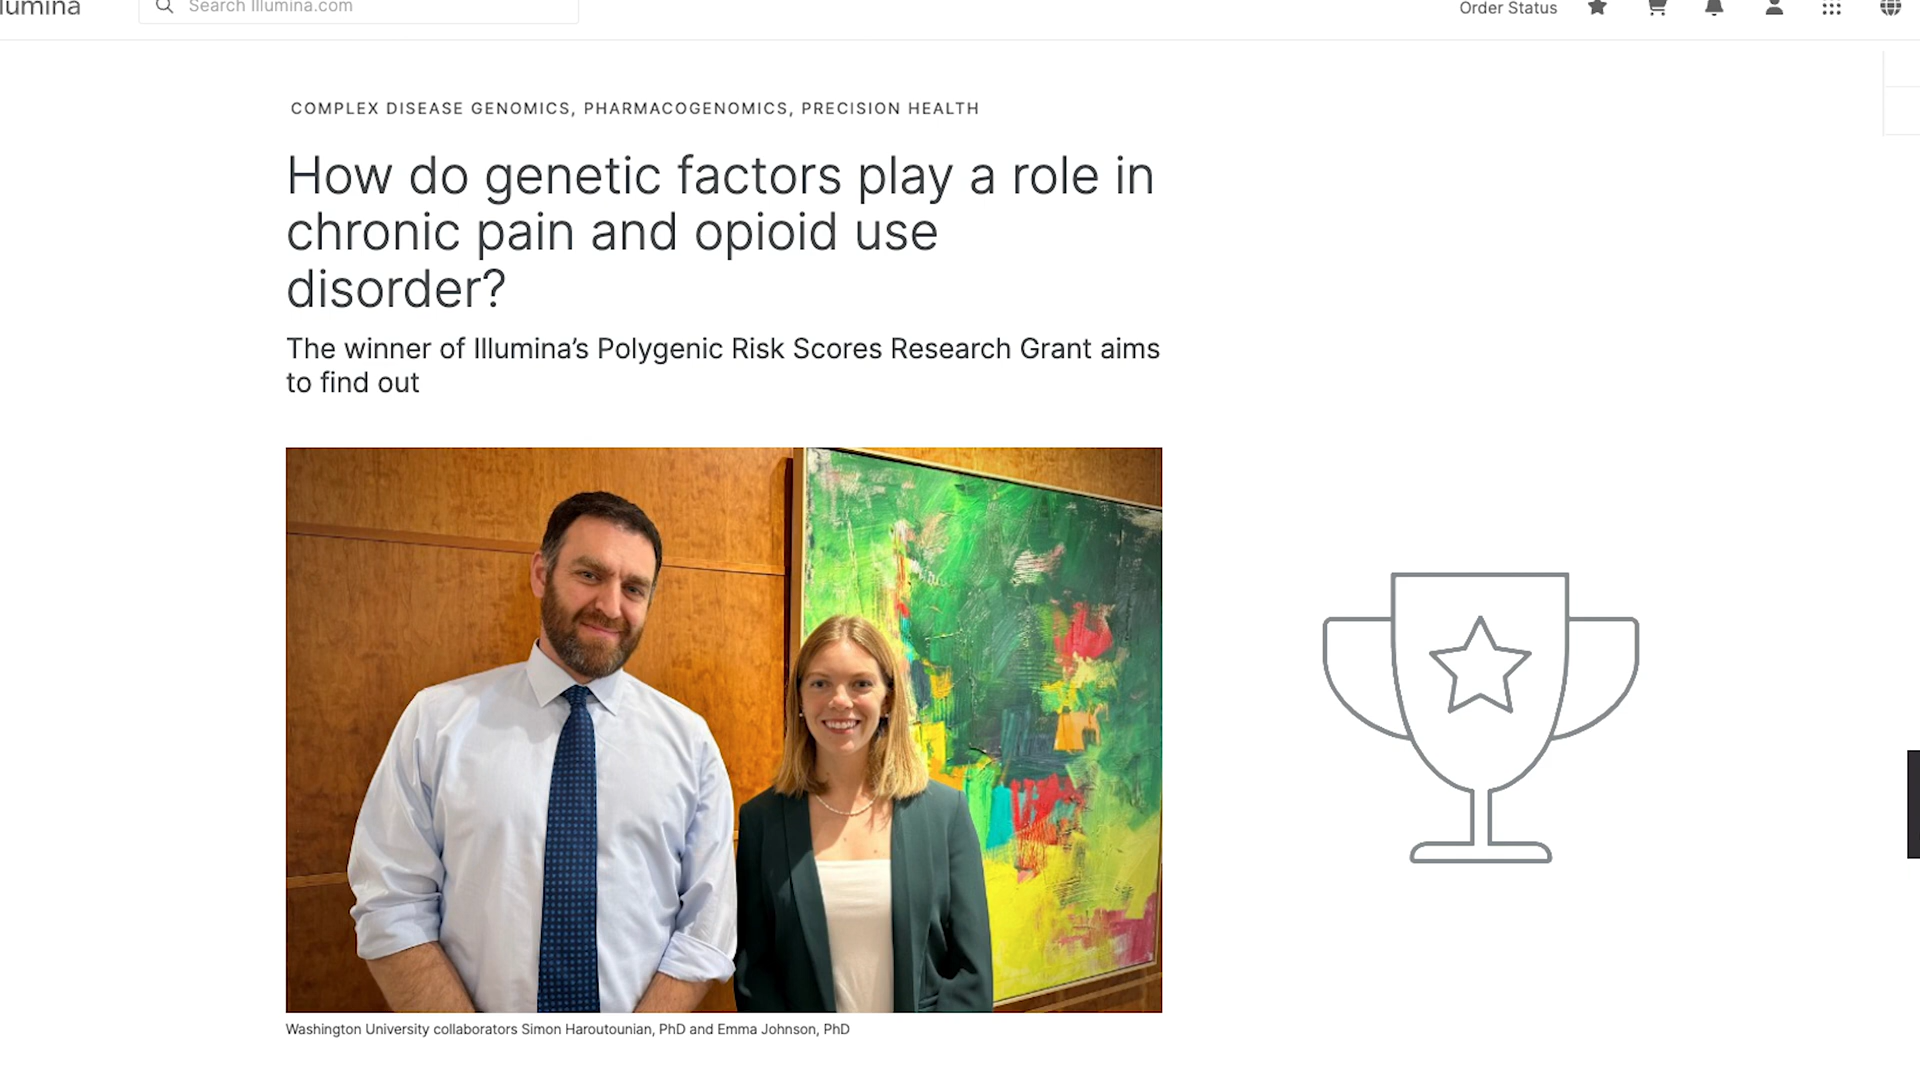 lumina
Search Illumina.com
Order Status
COMPLEX DISEASE GENOMICS, PHARMACOGENOMICS, PRECISION HEALTH
How do genetic factors play a role in
chronic pain and opioid use
disorder?
The winner of Illumina’s Polygenic Risk Scores Research Grant aims
to find out
Washington University collaborators Simon Haroutounian, PhD and Emma Johnson, PhD